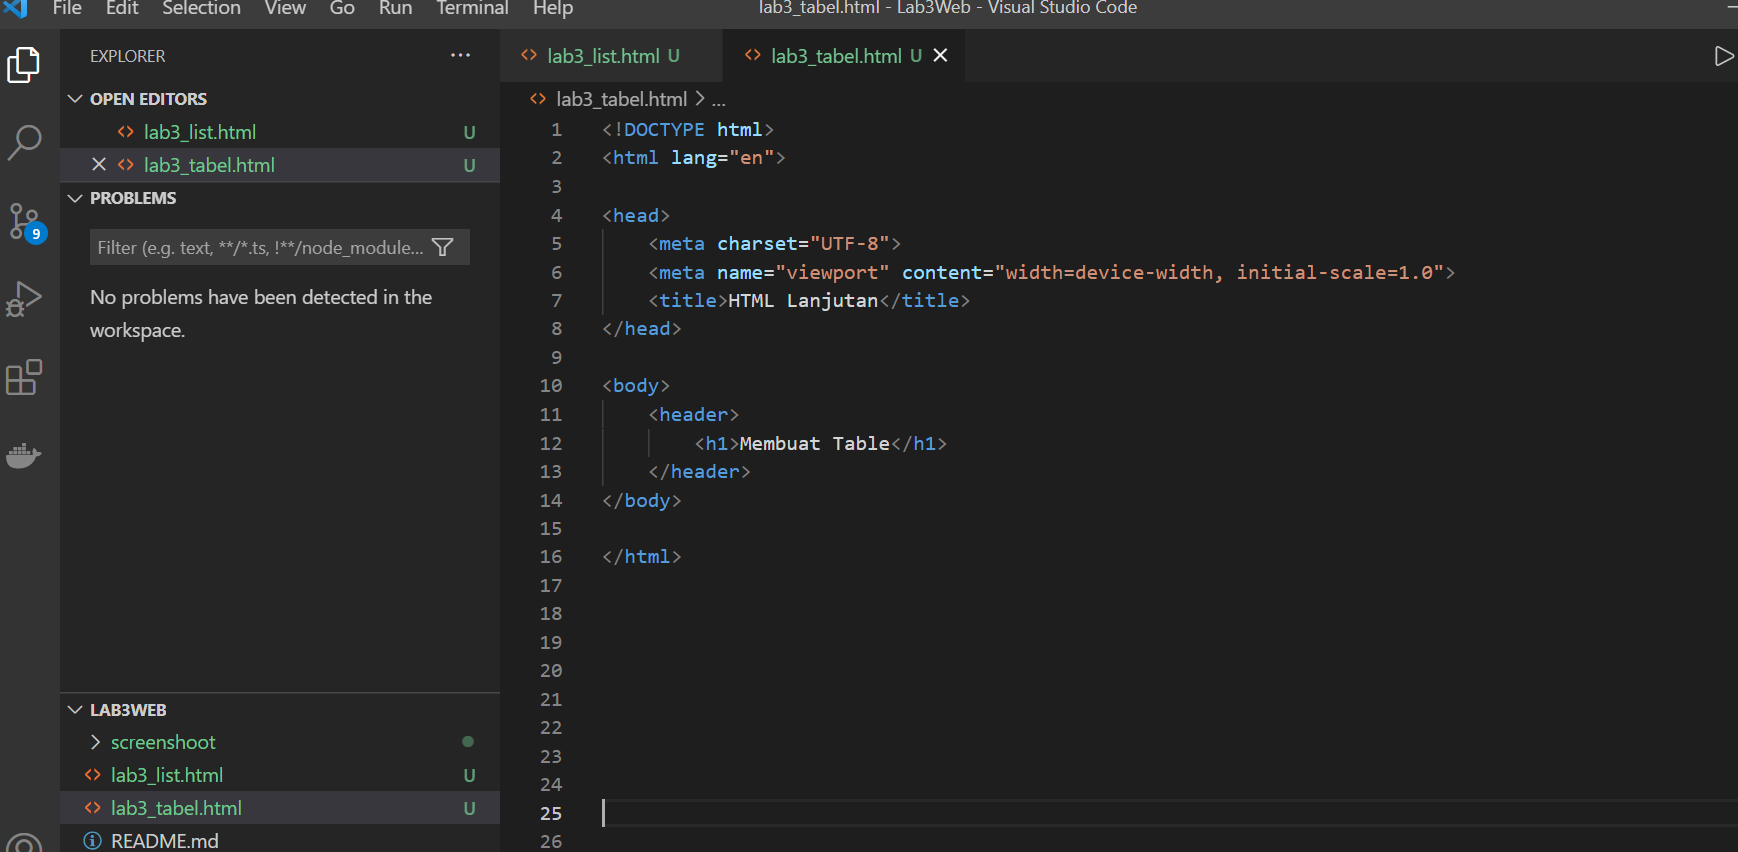 File Edit Selection View Go Run Terminal Help lab3_tabel.html - Lab3Web - Visual Studio Code
EXPLORER ...
OPEN EDITORS
lab3_list.html U
lab3_tabel.html U
PROBLEMS
Filter (e.g. text, **/*.ts, !**/node_module...
No problems have been detected in the
workspace.
9
LAB3WEB
screenshoot
lab3_list.html U
lab3_tabel.html U
README.md
lab3_list.html U lab3_tabel.html U
lab3_tabel.html > ...
1 <!DOCTYPE html>
2 <html lang="en">
3
4 <head>
5 <meta charset="UTF-8">
6 <meta name="viewport" content="width=device-width, initial-scale=1.0">
7 <title>HTML Lanjutan</title>
8 </head>
9
10 <body>
11 <header>
12 <h1>Membuat Table</h1>
13 </header>
14 </body>
15
16 </html>
17
18
19
20
21
22
23
24
25
26